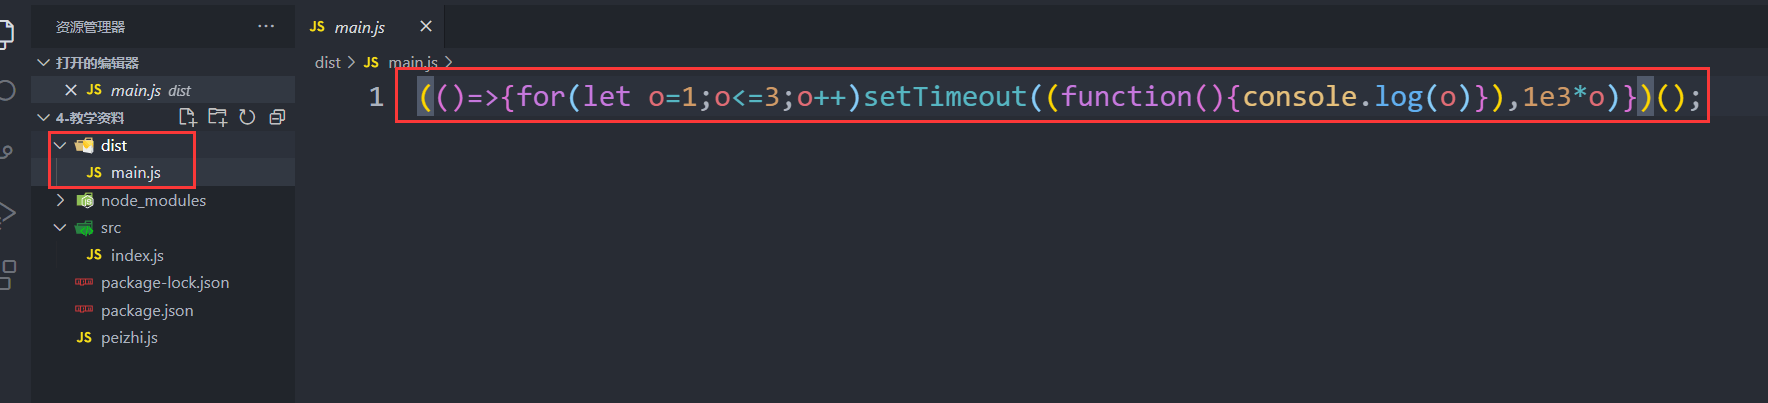 资源管理器 ···
打开的编辑器
JS main.js dist
4-教学资料
dist
JS main.js
node_modules
src
JS index.js
package-lock.json
package.json
JS peizhi.js
JS main.js
dist > JS main.js >
1 (()=>{for(let o=1;o<=3;o++)setTimeout((function(){console.log(o)}),1e3*o)})();